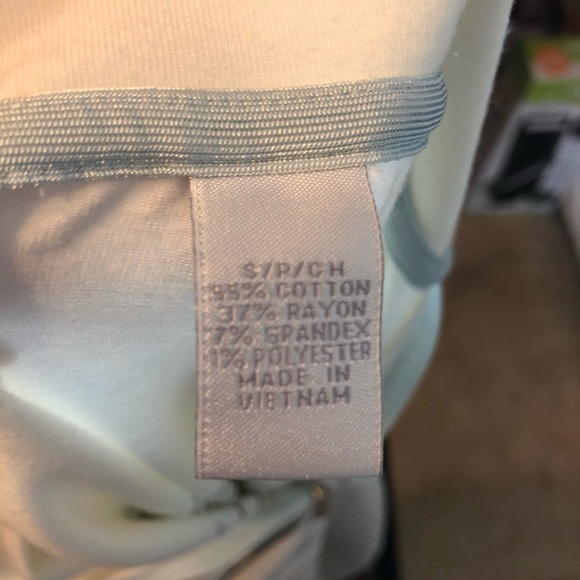 S/P/CH
55% COTTON
37% RAYON
7% SPANDEX
1% POLYESTER
MADE IN
VIETNAM